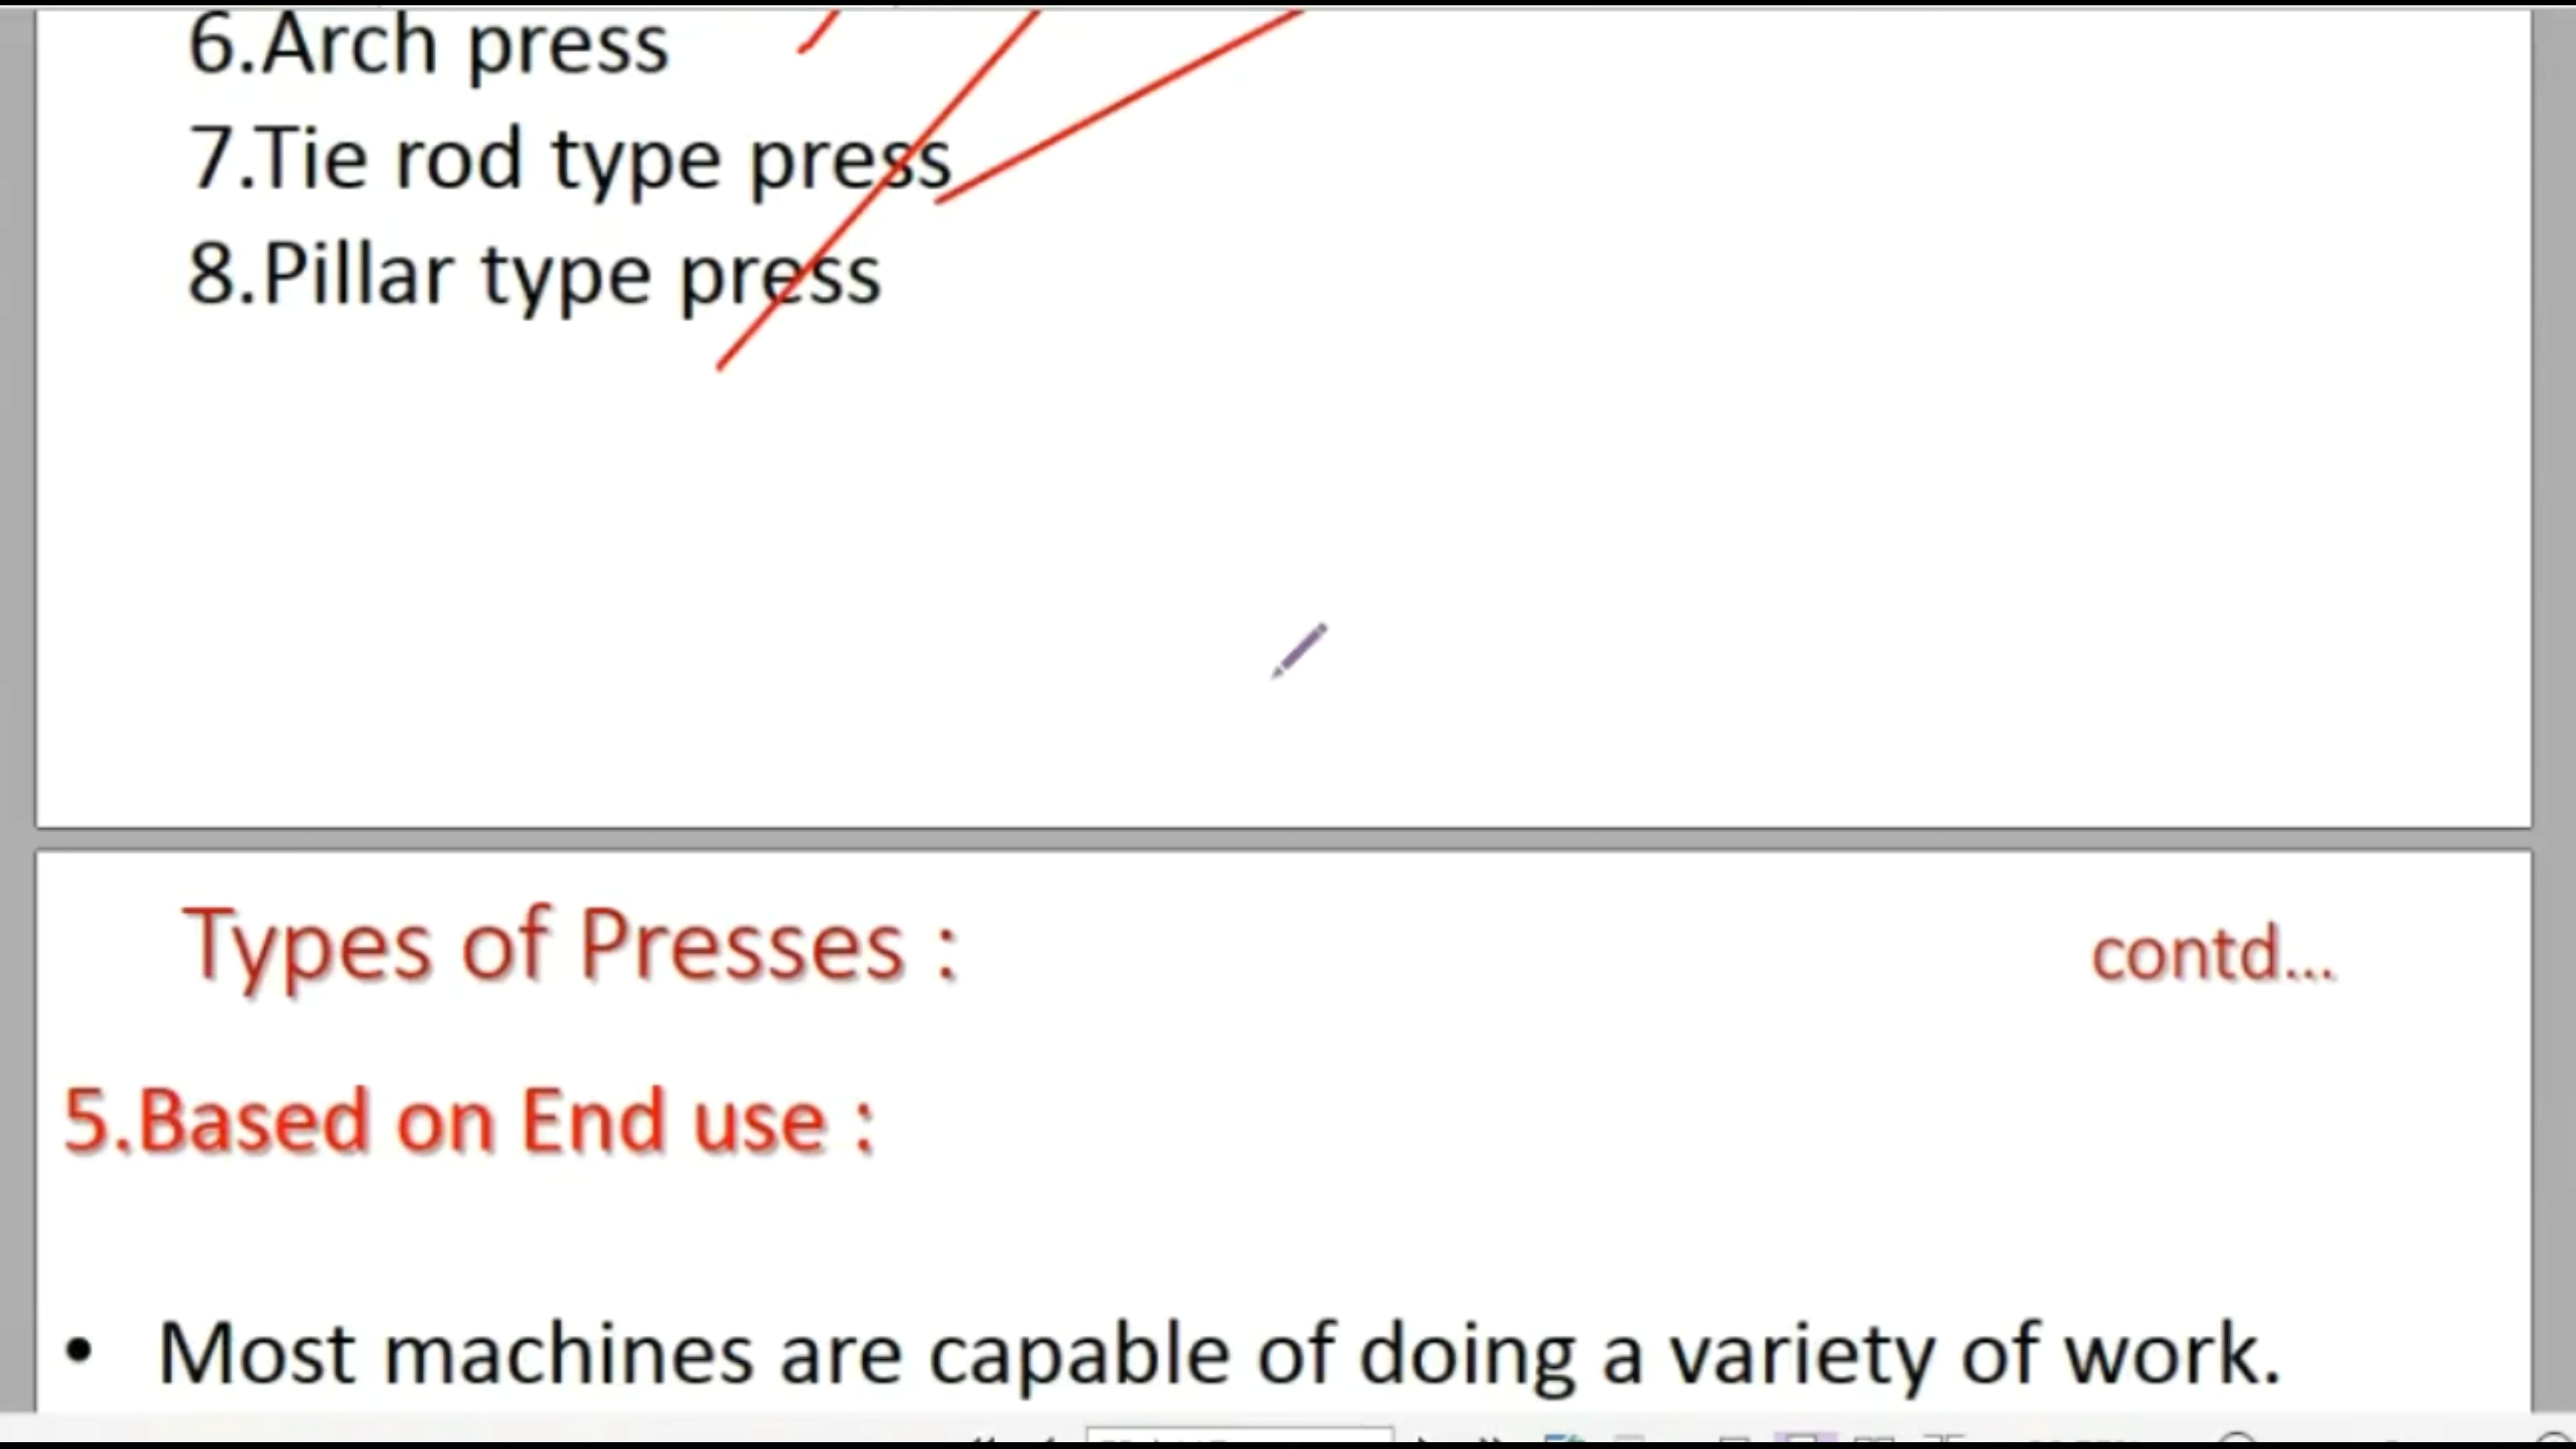 6.Arch press
7.Tie rod type press
8.Pillar type press
Types of Presses : contd...
5.Based on End use :
• Most machines are capable of doing a variety of work.